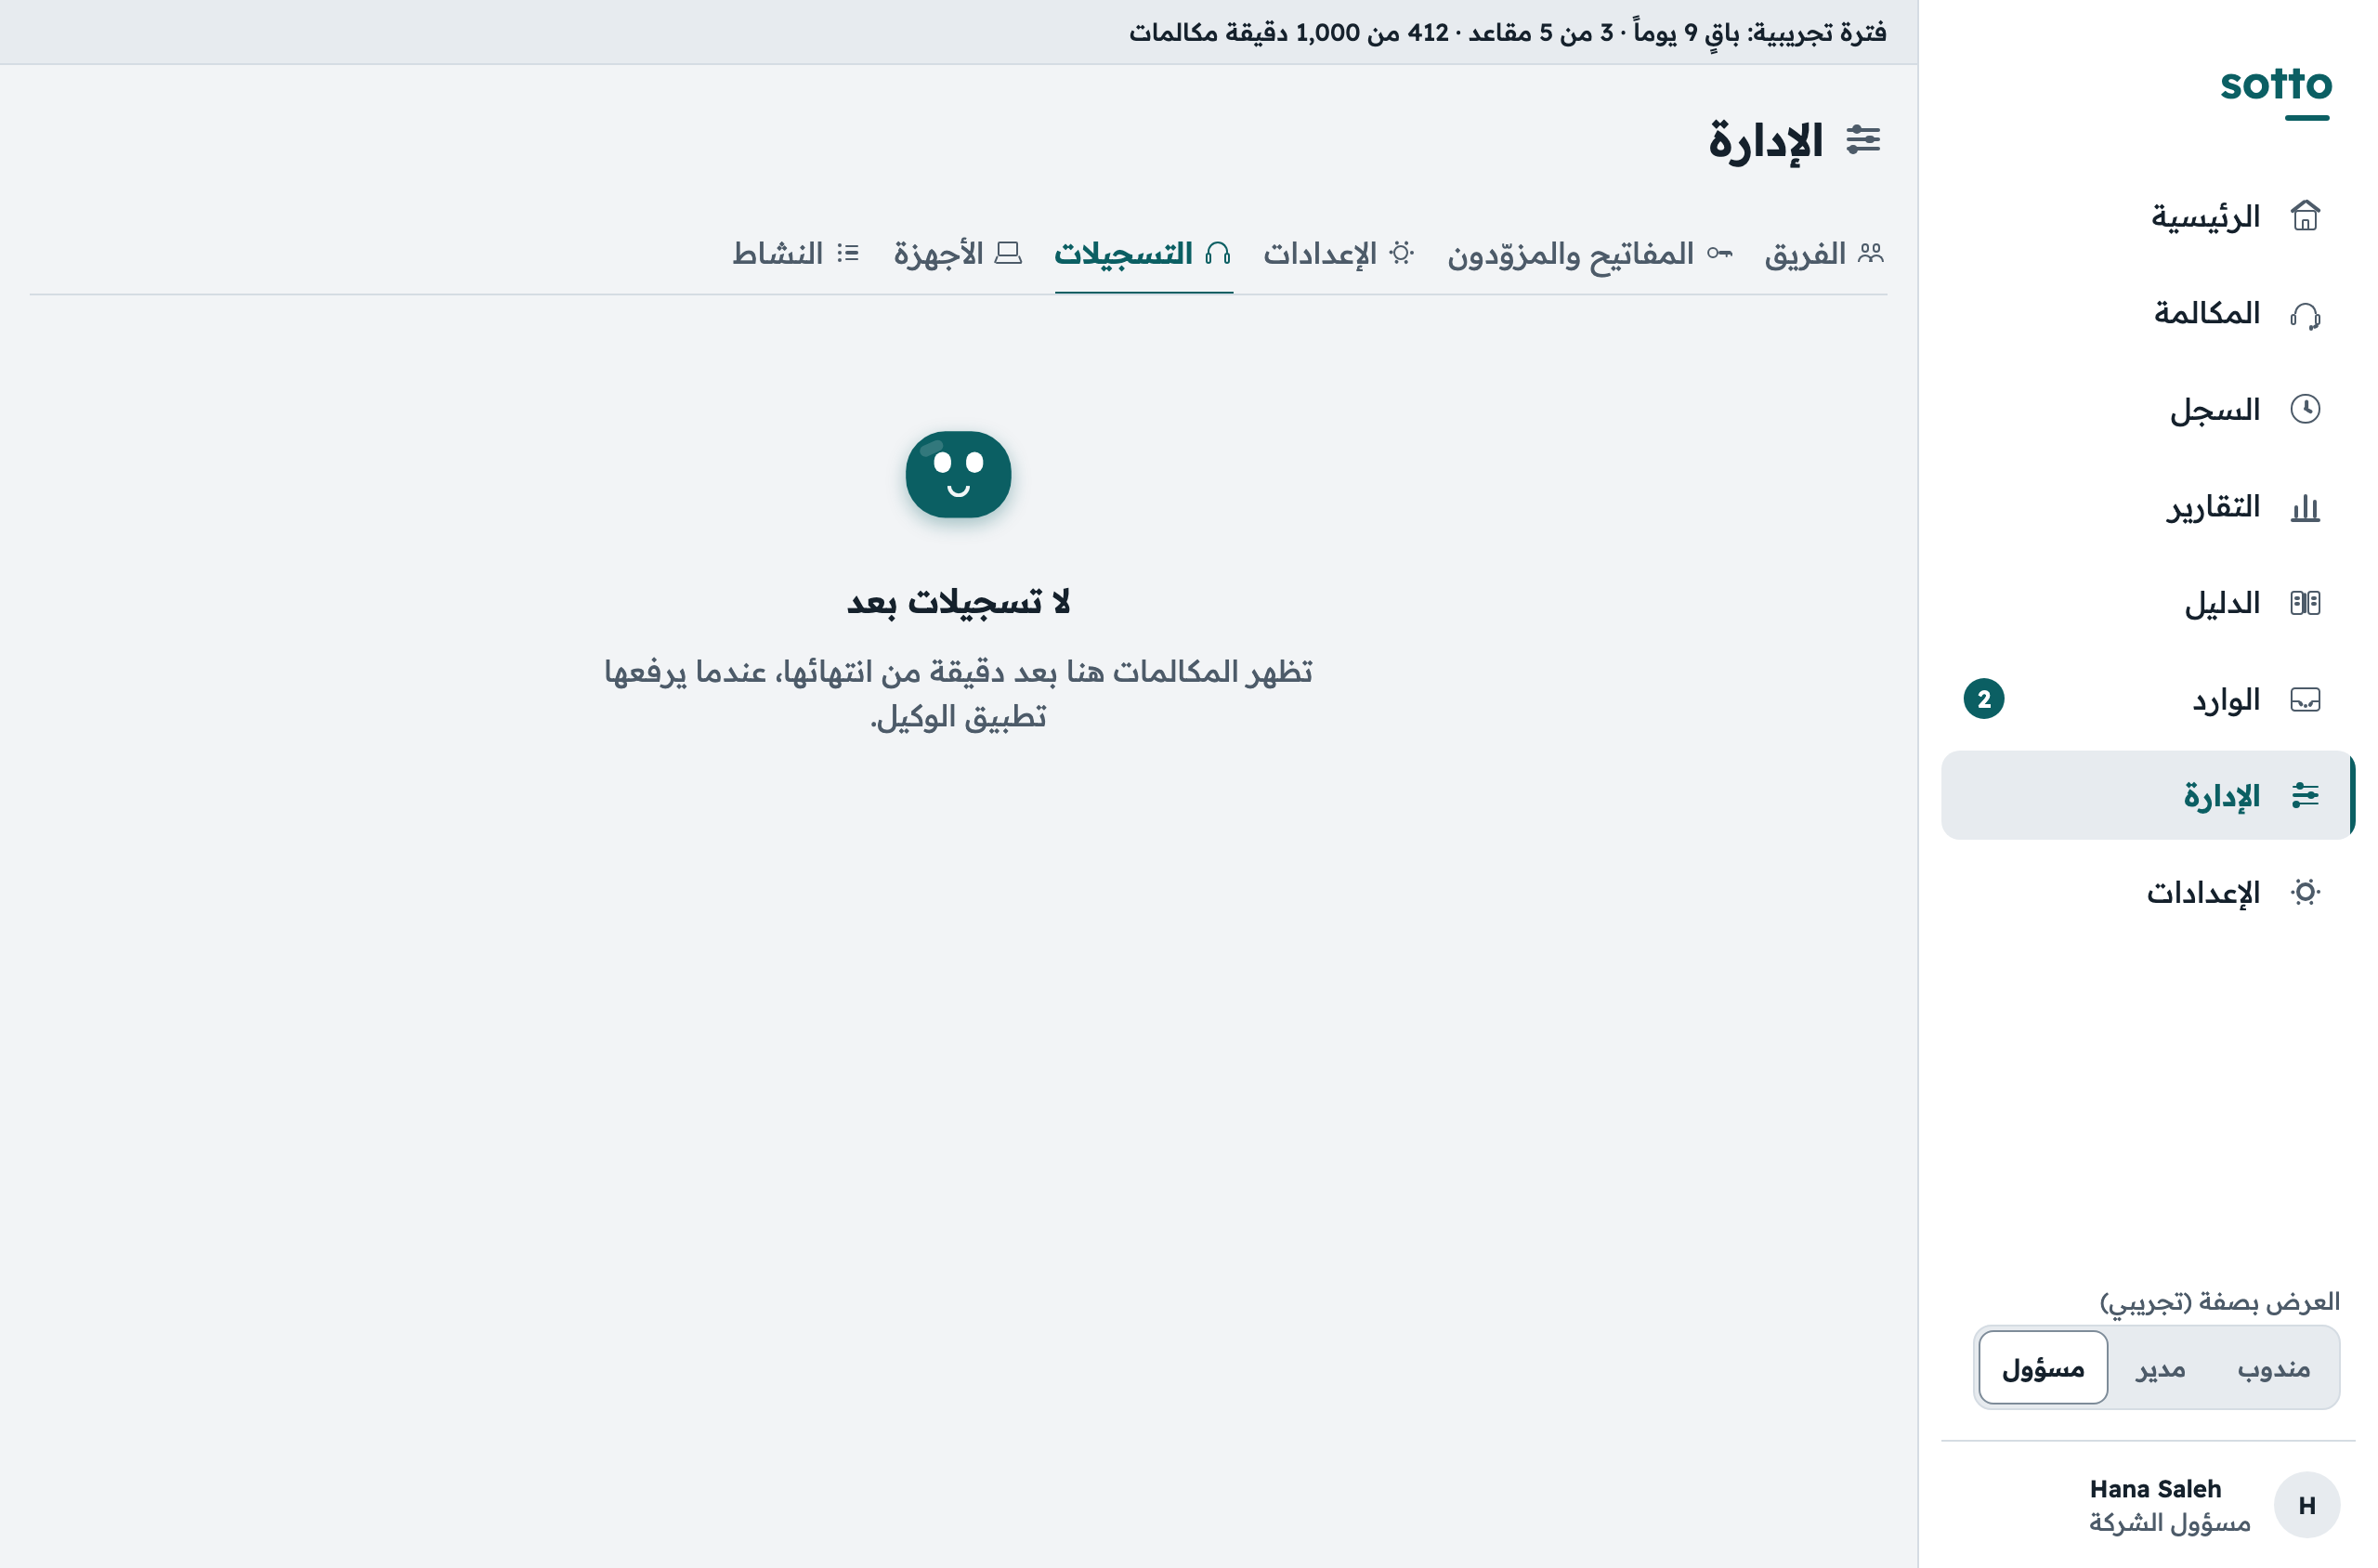 فترة تجريبية: باقٍ 9 يوماً · 3 من 5 مقاعد · 412 من 1,000 دقيقة مكالمات
sotto
الرئيسية
المكالمة
السجل
التقارير
الدليل
الوارد 2
الإدارة
الإعدادات
العرض بصفة (تجريبي)
مندوب مدير مسؤول
H
Hana Saleh
مسؤول الشركة
الإدارة
الفريق المفاتيح والمزوّدون الإعدادات التسجيلات الأجهزة النشاط
لا تسجيلات بعد
تظهر المكالمات هنا بعد دقيقة من انتهائها، عندما يرفعها
تطبيق الوكيل.